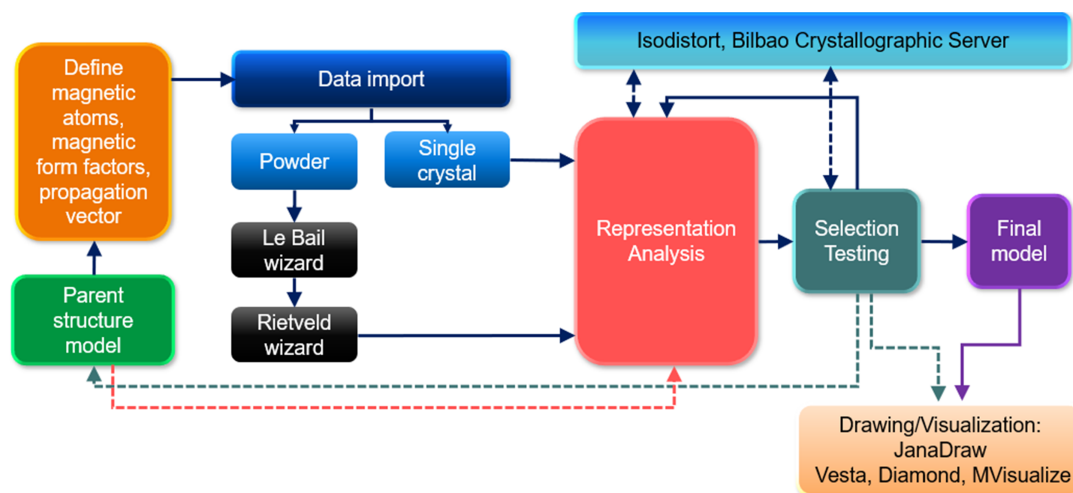 Define
magnetic
atoms,
magnetic
form factors,
propagation
vector
Data import
Isodistort, Bilbao Crystallographic Server
Powder
Single
crystal
Le Bail
wizard
Rietveld
wizard
Parent
structure
model
Representation
Analysis
Selection
Testing
Final
model
Drawing/Visualization:
JanaDraw
Vesta, Diamond, MVisualize